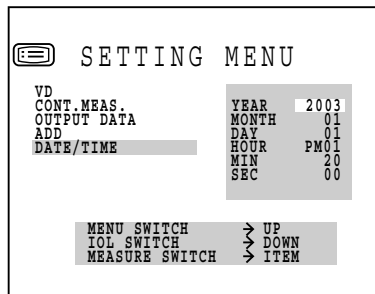 SETTING MENU
VD
CONT.MEAS.
OUTPUT DATA
ADD
DATE/TIME
YEAR 2003
MONTH 01
DAY 01
HOUR PM01
MIN 20
SEC 00
MENU SWITCH → UP
IOL SWITCH → DOWN
MEASURE SWITCH → ITEM